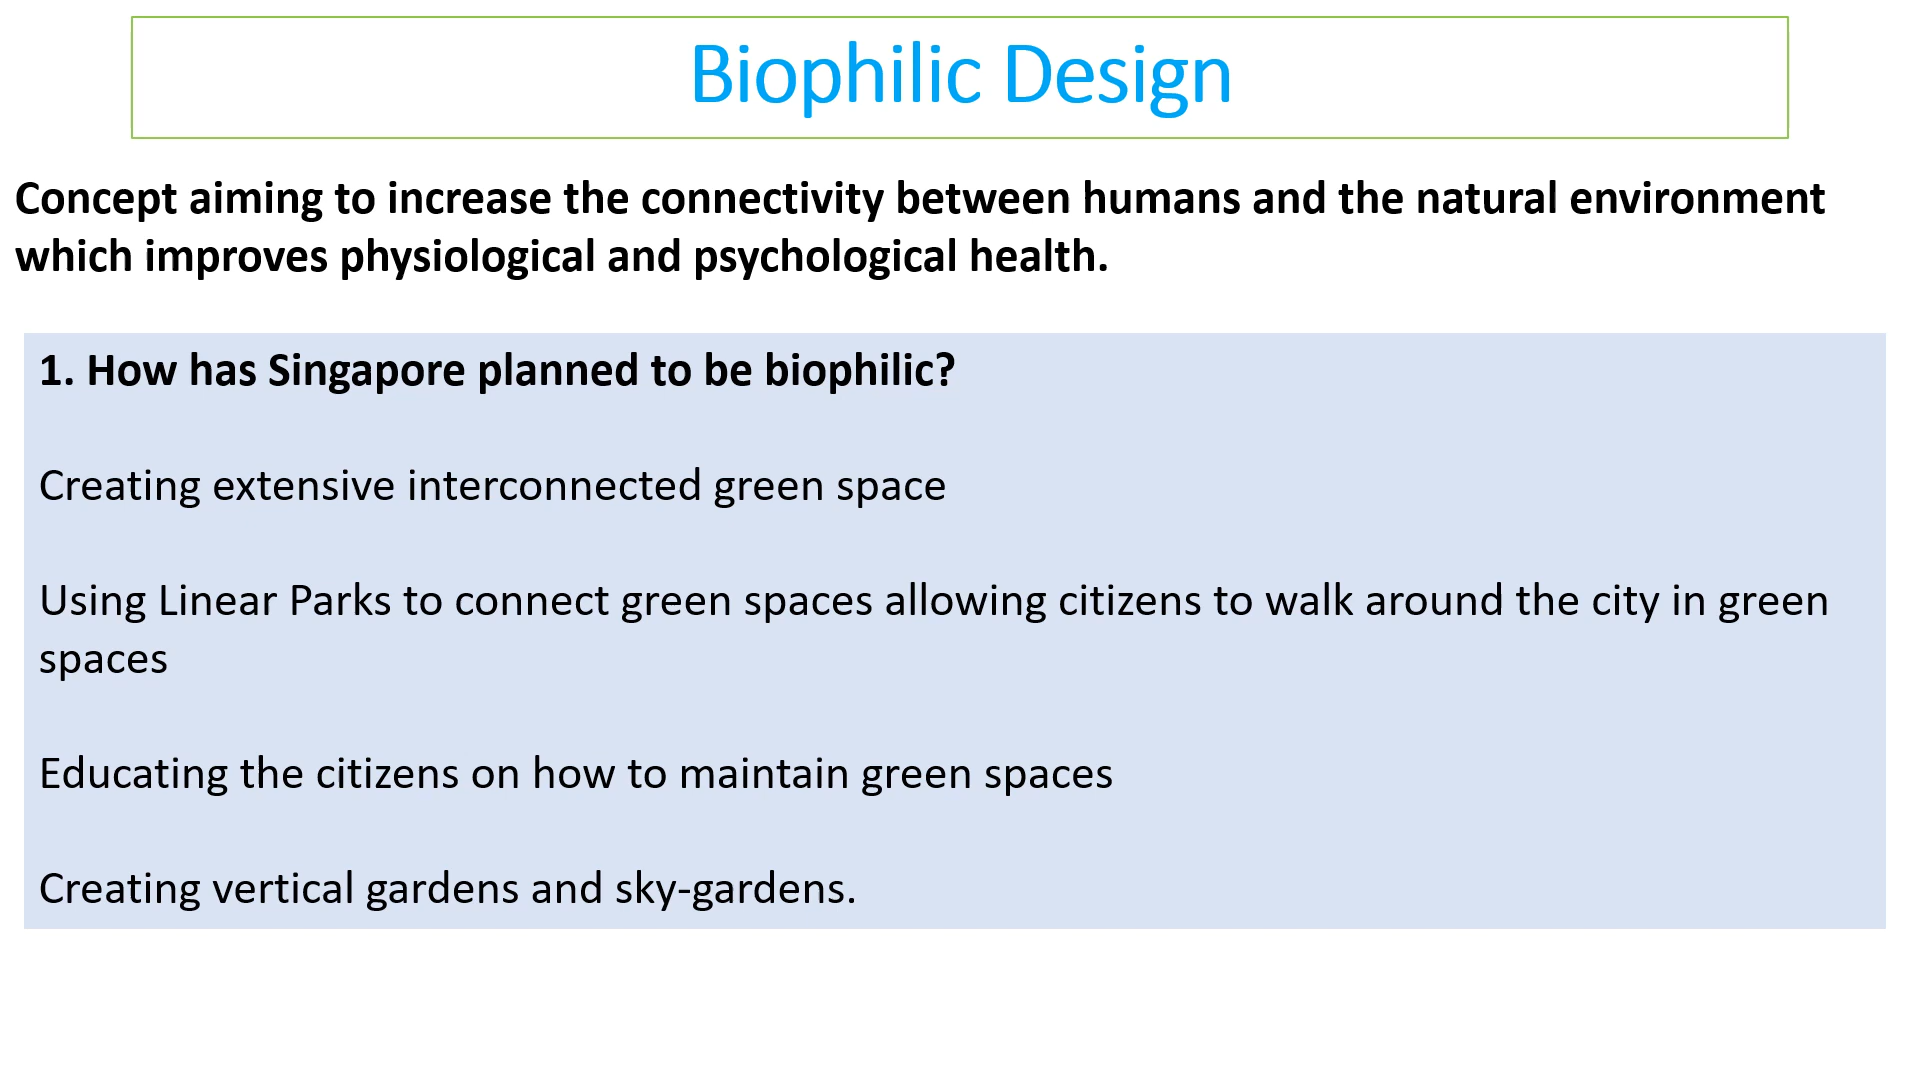 Biophilic Design
Concept aiming to increase the connectivity between humans and the natural environment
which improves physiological and psychological health.
1. How has Singapore planned to be biophilic?
Creating extensive interconnected green space
Using Linear Parks to connect green spaces allowing citizens to walk around the city in green
spaces
Educating the citizens on how to maintain green spaces
Creating vertical gardens and sky-gardens.